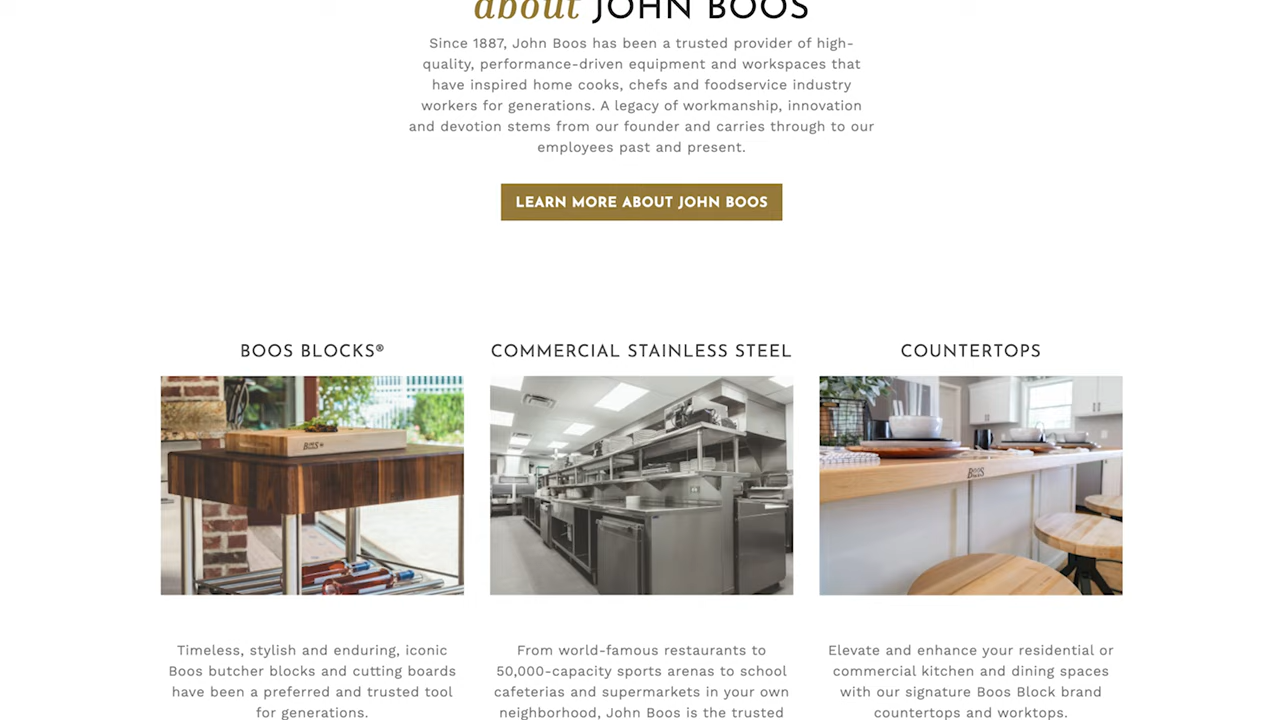 about JOHN BOOS
Since 1887, John Boos has been a trusted provider of high-
quality, performance-driven equipment and workspaces that
have inspired home cooks, chefs and foodservice industry
workers for generations. A legacy of workmanship, innovation
and devotion stems from our founder and carries through to our
employees past and present.
LEARN MORE ABOUT JOHN BOOS
BOOS BLOCKS®
COMMERCIAL STAINLESS STEEL
COUNTERTOPS
BOOS
BOOS
Timeless, stylish and enduring, iconic
Boos butcher blocks and cutting boards
have been a preferred and trusted tool
for generations.
From world-famous restaurants to
50,000-capacity sports arenas to school
cafeterias and supermarkets in your own
neighborhood, John Boos is the trusted
Elevate and enhance your residential or
commercial kitchen and dining spaces
with our signature Boos Block brand
countertops and worktops.